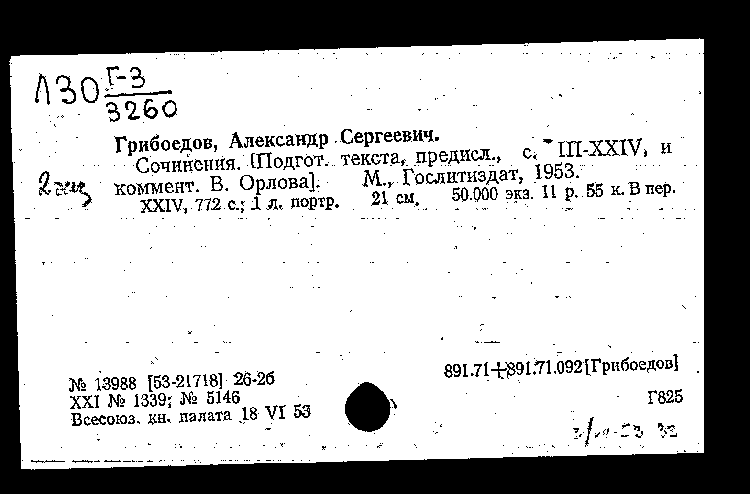 Л30 Г-3
3260
Грибоедов, Александр Сергеевич.
Сочинения. [Подгот. текста, предисл., с. III-XXIV, и
2 экз коммент. В. Орлова]. М., Гослитиздат, 1953.
XXIV, 772 с.; 1 л. портр. 21 см. 50.000 экз. 11 р. 55 к. В пер.
№ 13988 [53-21718] 26-26
891.71+891.71.092[Грибоедов]
XXI № 1339; № 5146
Г825
Всесоюз. кн. палата 18 VI 53